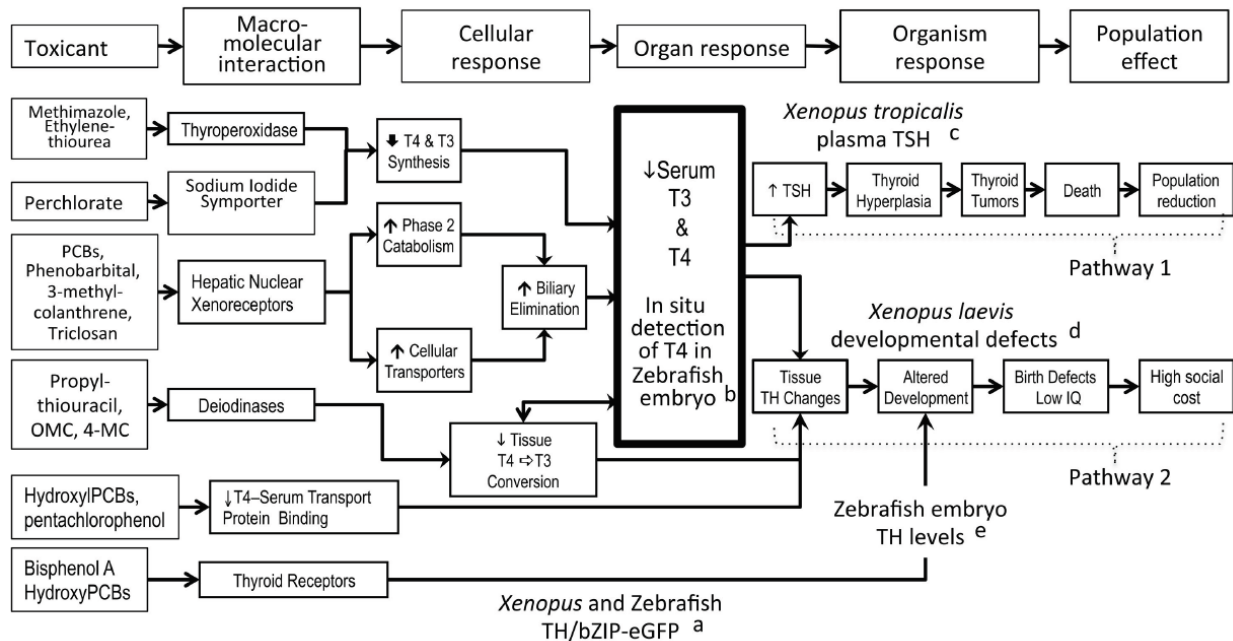 Toxicant
Macro-
molecular
interaction
Cellular
response
Organ response
Organism
response
Population
effect
Methimazole,
Ethylene-
thiourea
Thyroperoxidase
Perchlorate
Sodium Iodide
Symporter
🡇 T4 & T3
Synthesis
PCBs,
Phenobarbital,
3-methyl-
colanthrene,
Triclosan
Hepatic Nuclear
Xenoreceptors
↑ Phase 2
Catabolism
↑ Cellular
Transporters
↑ Biliary
Elimination
Propyl-
thiouracil,
OMC, 4-MC
Deiodinases
↓ Tissue
T4 ⇨T3
Conversion
HydroxylPCBs,
pentachlorophenol
↓T4–Serum Transport
Protein Binding
Bisphenol A
HydroxyPCBs
Thyroid Receptors
Xenopus and Zebrafish
TH/bZIP-eGFP a
↓Serum
T3
&
T4
In situ
detection
of T4 in
Zebrafish
embryo b
Xenopus tropicalis
plasma TSH c
↑ TSH
Thyroid
Hyperplasia
Thyroid
Tumors
Death
Population
reduction
Pathway 1
Xenopus laevis
developmental defects d
Tissue
TH Changes
Altered
Development
Birth Defects
Low IQ
High social
cost
Pathway 2
Zebrafish embryo
TH levels e